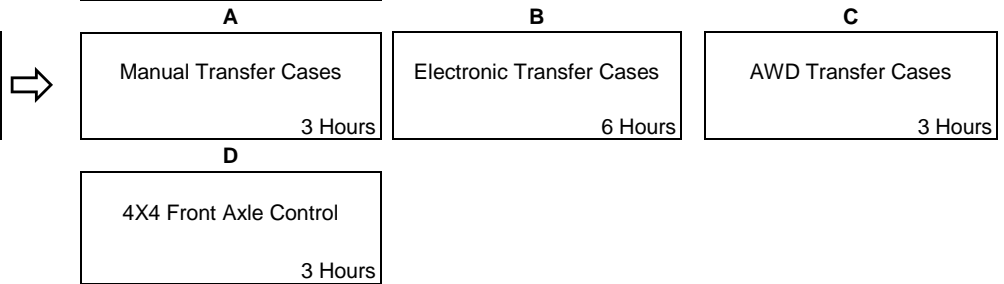 A
B
C
Manual Transfer Cases
3 Hours
Electronic Transfer Cases
6 Hours
AWD Transfer Cases
3 Hours
D
4X4 Front Axle Control
3 Hours